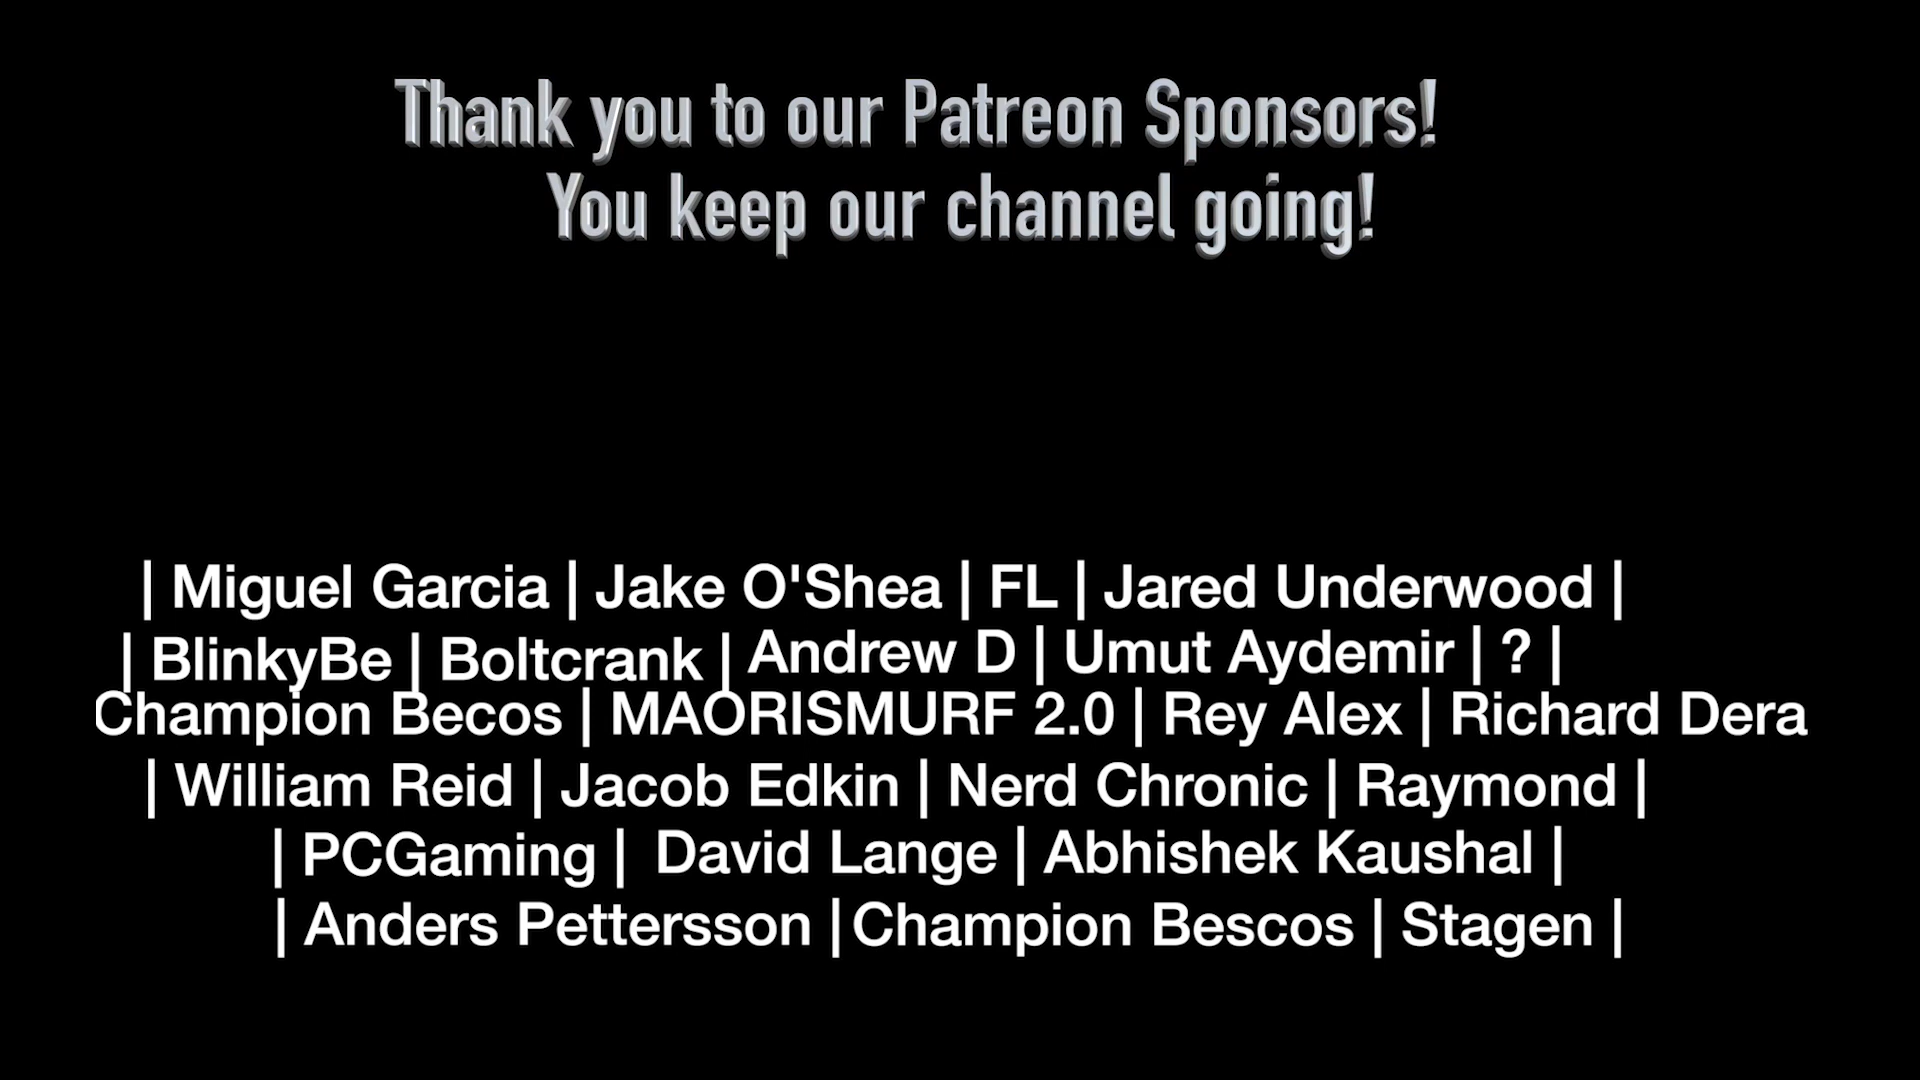 Thank you to our Patreon Sponsors!
You keep our channel going!
| Miguel Garcia | Jake O'Shea | FL | Jared Underwood |
| BlinkyBe | Boltcrank | Andrew D | Umut Aydemir | ? |
Champion Becos | MAORISMURF 2.0 | Rey Alex | Richard Dera
| William Reid | Jacob Edkin | Nerd Chronic | Raymond |
| PCGaming | David Lange | Abhishek Kaushal |
| Anders Pettersson | Champion Bescos | Stagen |